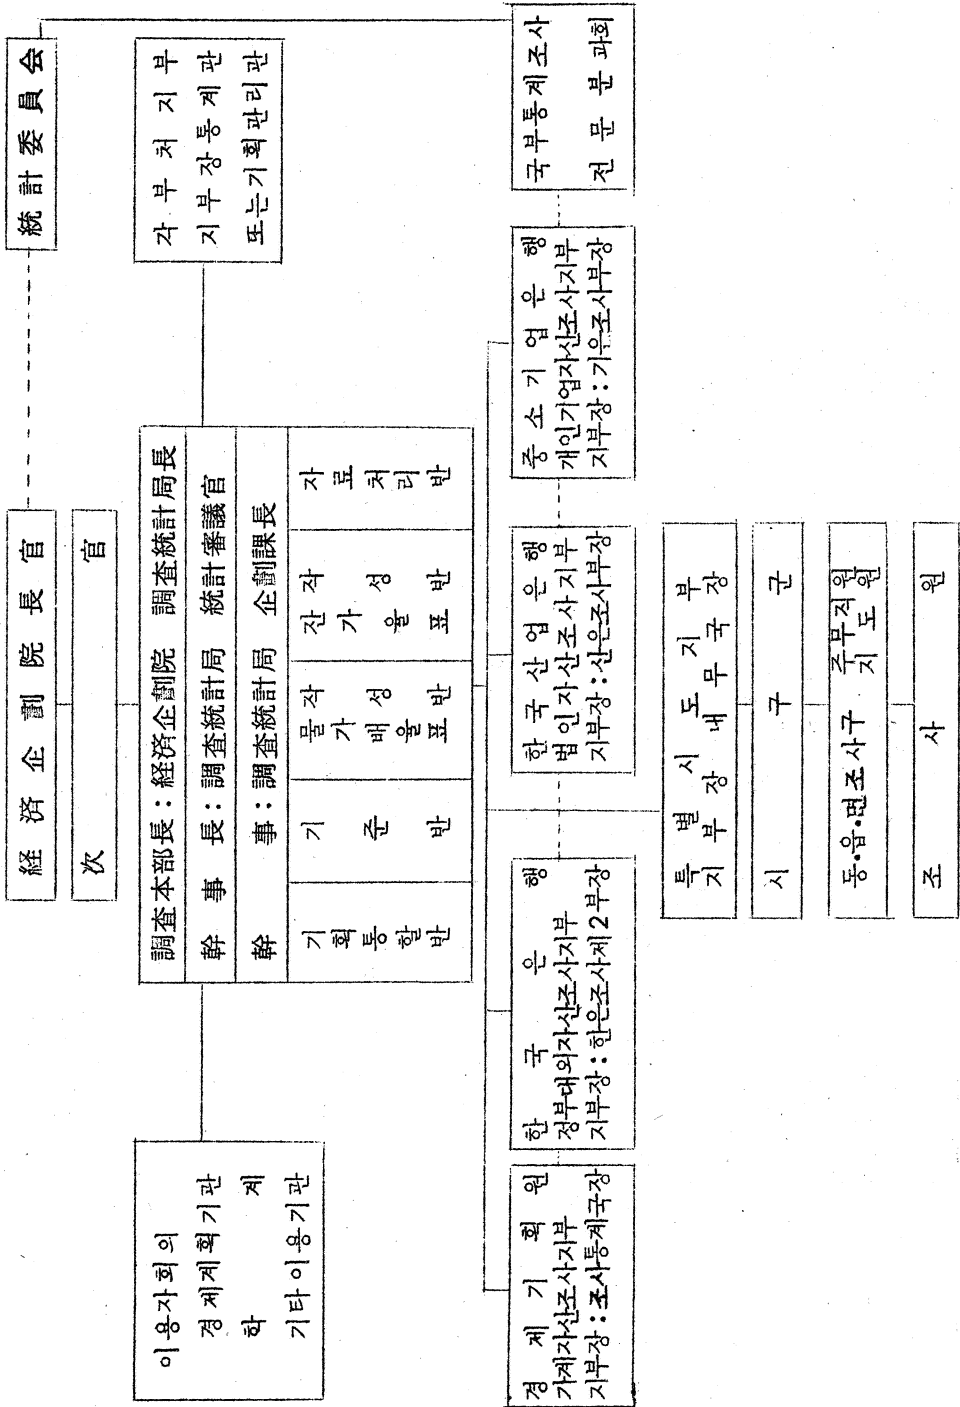 経済企劃院長官
統計委員会
次官
이용자회의
경제계획기관
학계
기타이용기관
調査本部長：経済企劃院 調査統計局長
幹事長：調査統計局 統計審議官
幹事：調査統計局 企劃課長
기획통할반
기준반
물가배율표
작성반
잔가율표
작성반
자료처리반
각부처지부
지부장통계관
또는기획관리관
경제기획원
가계자산조사지부
지부장：조사통계국장
한국은행
정부대외자산조사지부
지부장：한은조사제2부장
한국산업은행
법인자산조사지부
지부장：산은조사부장
중소기업은행
개인기업자산조사지부
지부장：기은조사부장
국부통계조사
전문분과회
특별시도지부
지부장 내무국장
시구군
동·읍·면조사구 주무직원
지도원
조사원